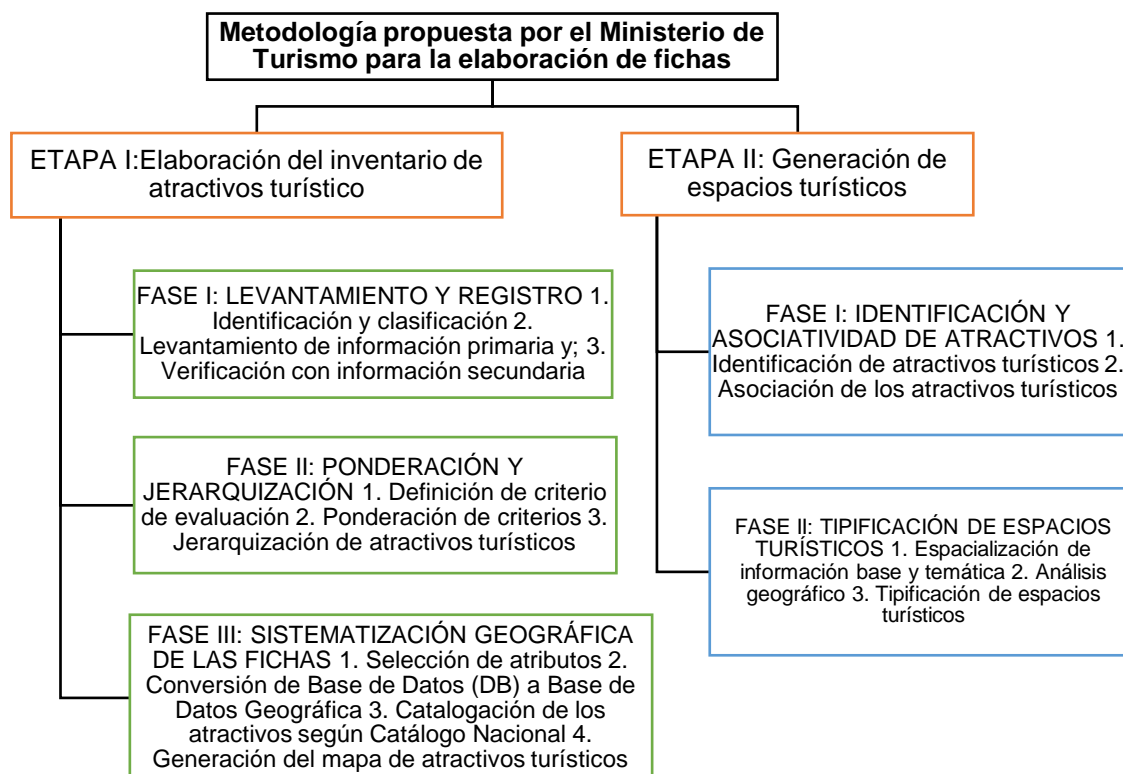 Metodología propuesta por el Ministerio de
Turismo para la elaboración de fichas
ETAPA I:Elaboración del inventario de
atractivos turístico
FASE I: LEVANTAMIENTO Y REGISTRO 1.
Identificación y clasificación 2.
Levantamiento de información primaria y; 3.
Verificación con información secundaria
FASE II: PONDERACIÓN Y
JERARQUIZACIÓN 1. Definición de criterio
de evaluación 2. Ponderación de criterios 3.
Jerarquización de atractivos turísticos
FASE III: SISTEMATIZACIÓN GEOGRÁFICA
DE LAS FICHAS 1. Selección de atributos 2.
Conversión de Base de Datos (DB) a Base de
Datos Geográfica 3. Catalogación de los
atractivos según Catálogo Nacional 4.
Generación del mapa de atractivos turísticos
ETAPA II: Generación de
espacios turísticos
FASE I: IDENTIFICACIÓN Y
ASOCIATIVIDAD DE ATRACTIVOS 1.
Identificación de atractivos turísticos 2.
Asociación de los atractivos turísticos
FASE II: TIPIFICACIÓN DE ESPACIOS
TURÍSTICOS 1. Espacialización de
información base y temática 2. Análisis
geográfico 3. Tipificación de espacios
turísticos